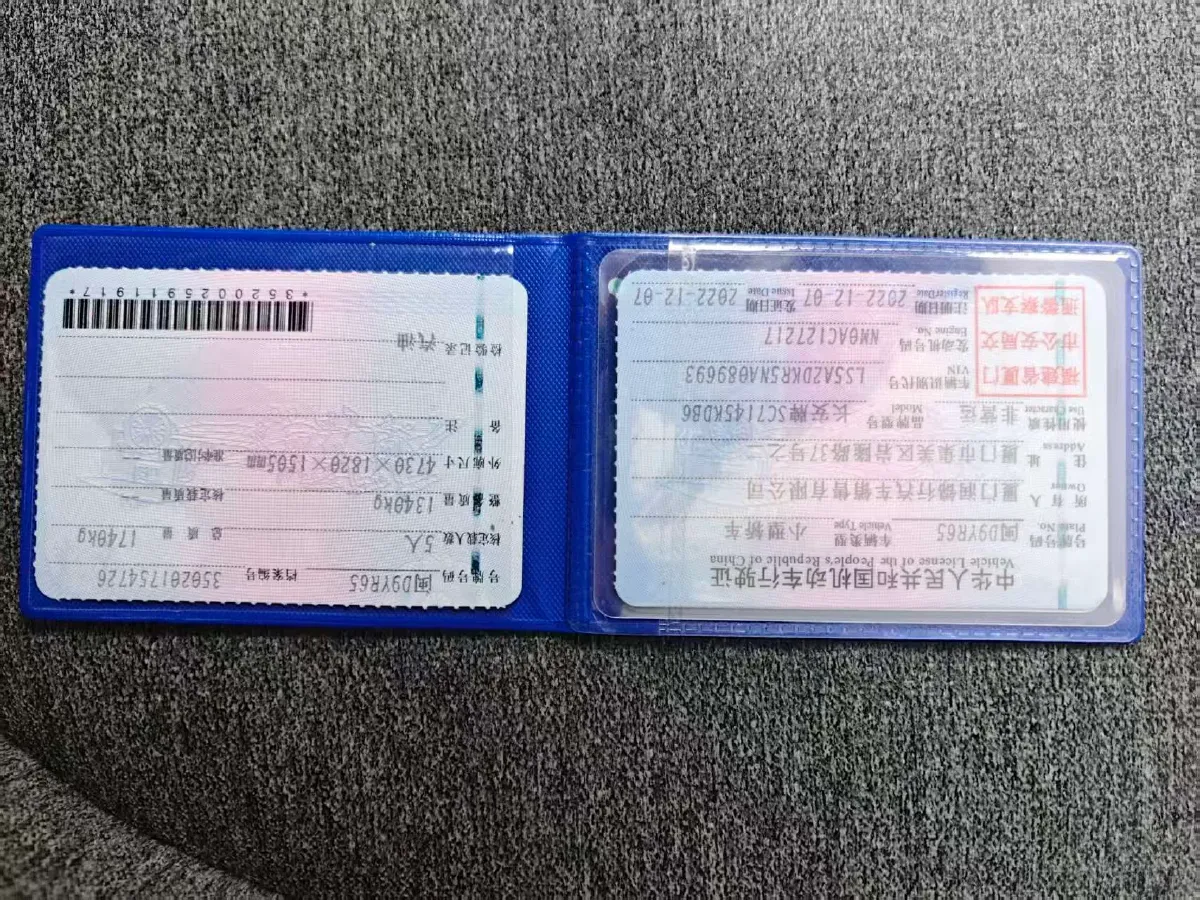 中华人民共和国机动车行驶证
Vehicle License of the People's Republic of China
号牌号码 闽D9YR65 车辆类型 小型轿车
Plate No. Vehicle Type
所有人 厦门润锦行汽车销售有限公司
Owner
住址 厦门市集美区岩隆路37号之
Address
使用性质 非营运 品牌型号 长安牌SC7145KDB6
Use Character Model
福建省厦门
市公安局交
通警察支队
车辆识别代号 LS5A2DKR5NA089693
VIN
发动机号码 NM0AC127217
Engine No.
注册日期 2022-12-07 发证日期 2022-12-07
Register Date Issue Date
号牌号码 闽D9YR65 档案编号 350201754726
核定载人数 5人 总质量 1740kg
整备质量 1340kg 核定载质量 --
外廓尺寸 4730×1820×1505mm 准牵引总质量 --
备注
检验记录 汽油
*3520025911917*